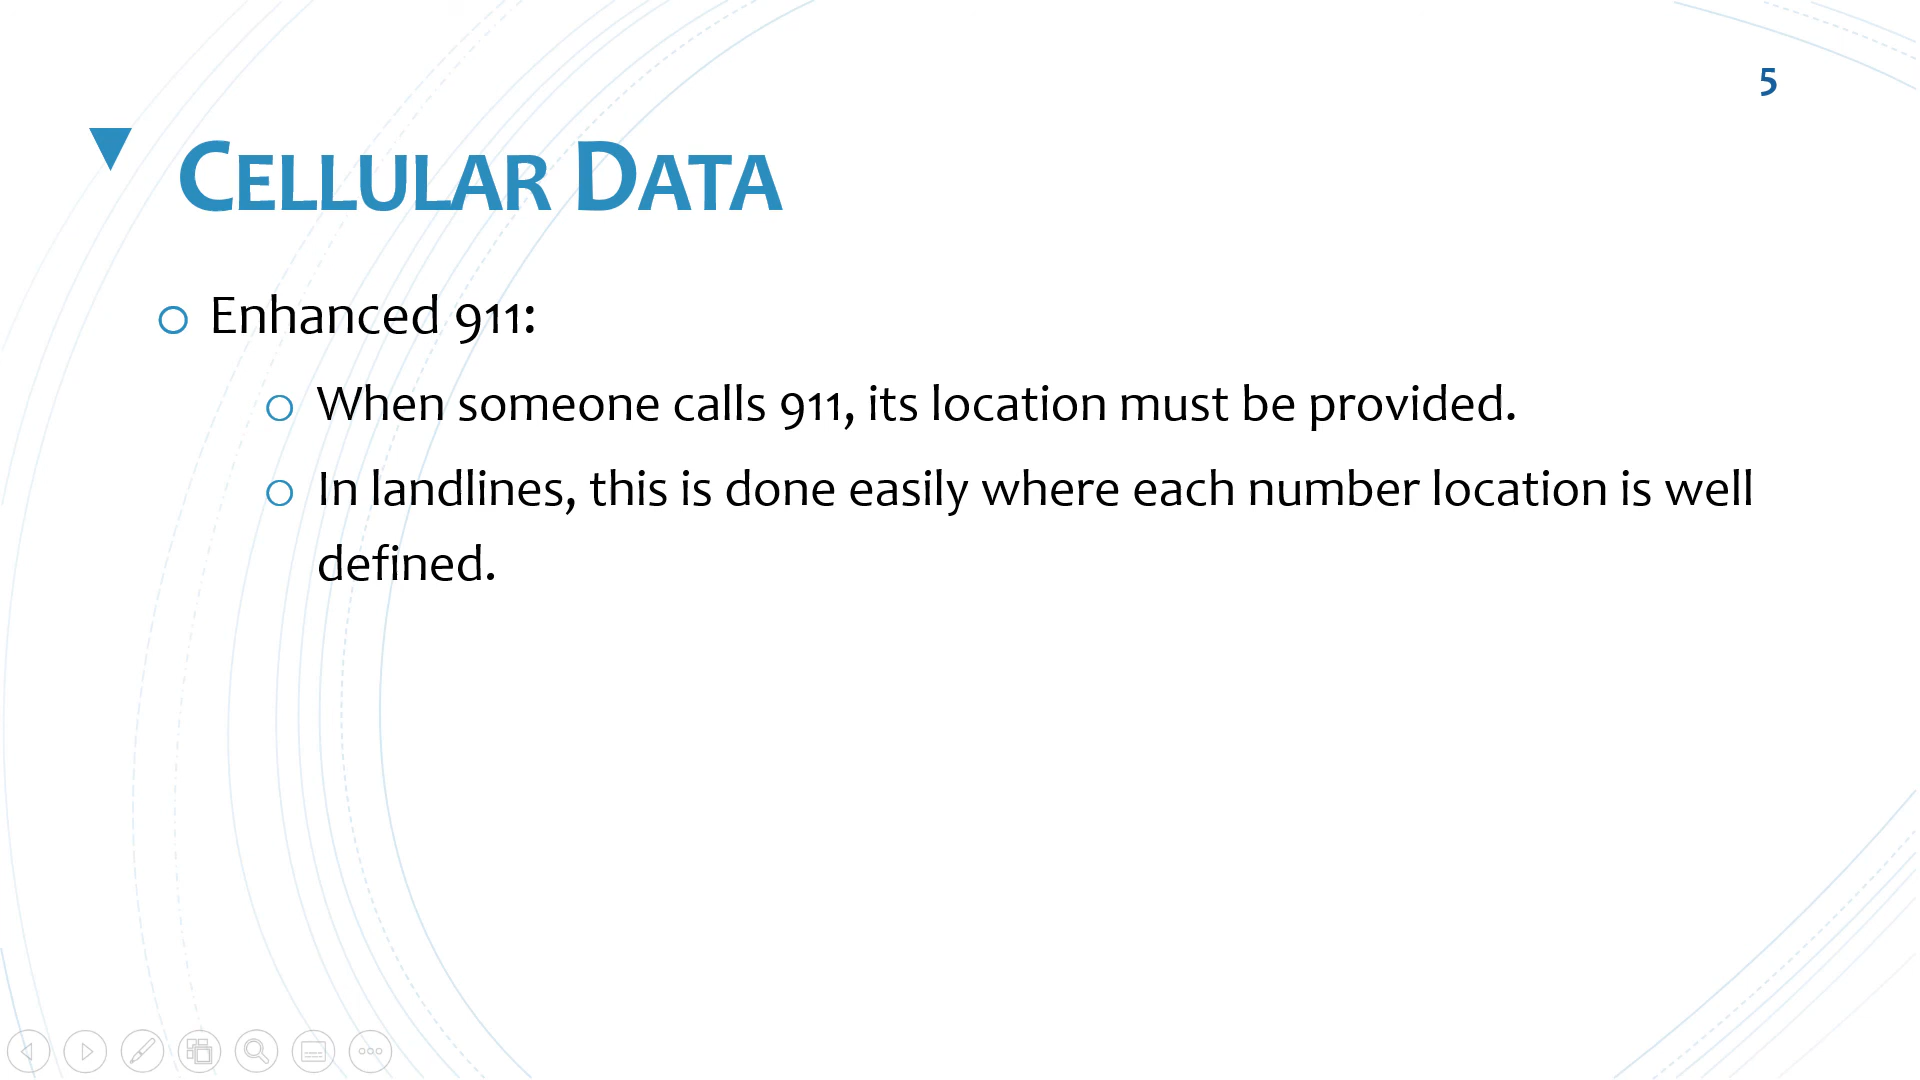 5
Cellular Data
Enhanced 911:
When someone calls 911, its location must be provided.
In landlines, this is done easily where each number location is well
defined.